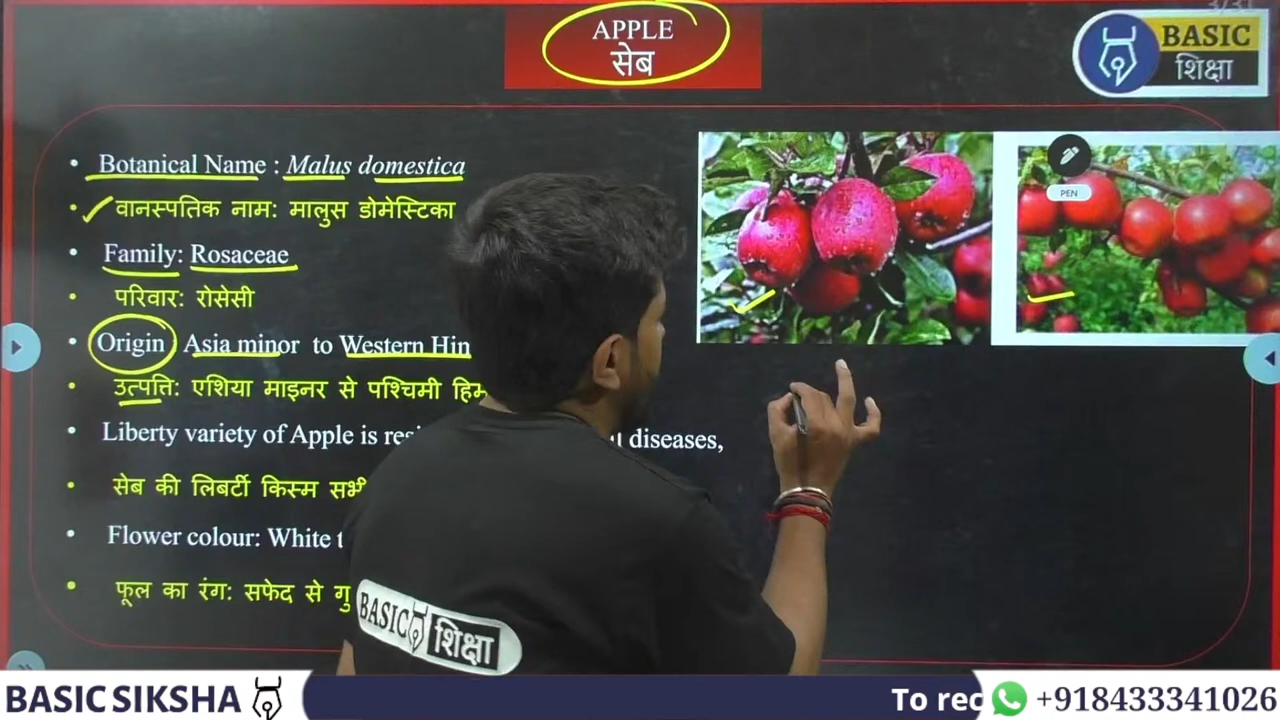 APPLE
सेब
BASIC
शिक्षा
Botanical Name : Malus domestica
वानस्पतिक नाम: मालुस डोमेस्टिका
Family: Rosaceae
परिवार: रोसेसी
Origin Asia minor to Western Hin
उत्पत्ति: एशिया माइनर से पश्चिमी
Liberty variety of Apple is diseases,
सेब की लिबर्टी किस्म सभी
Flower colour: White
फूल का रंग: सफेद से
PEN
BASIC शिक्षा
BASIC SIKSHA
To rec +918433341026